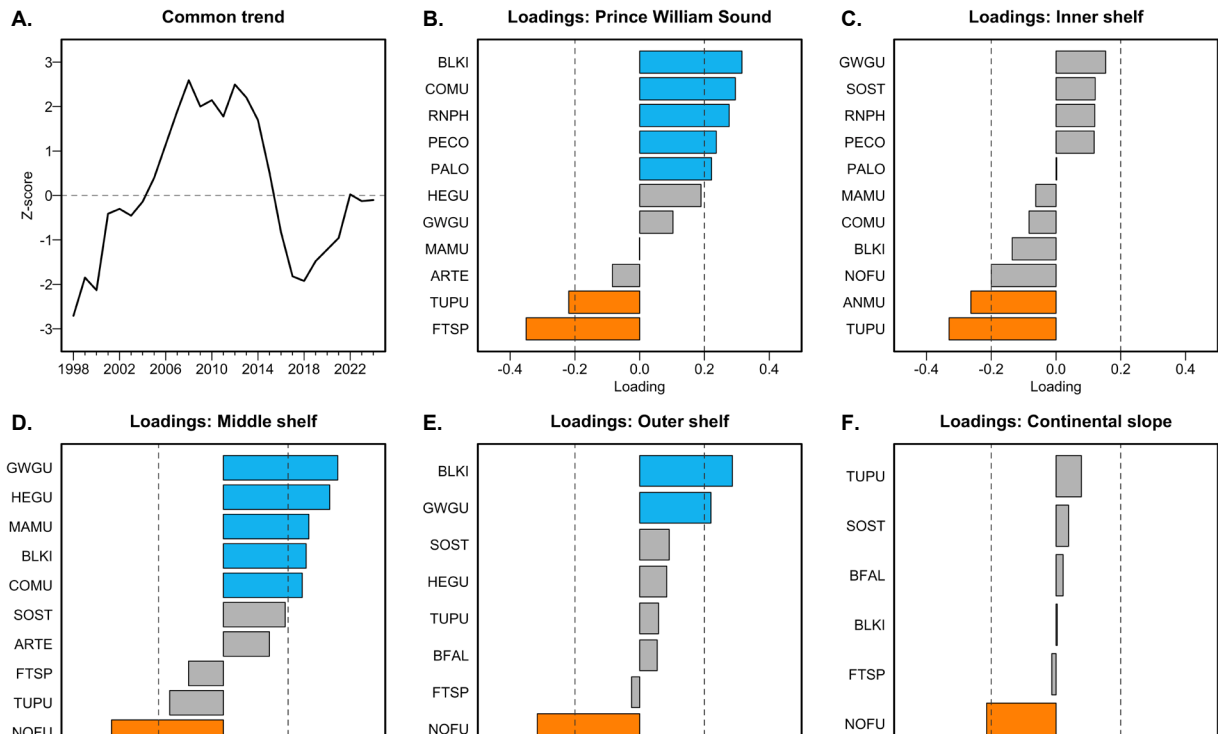 A. Common trend
Z-score
3
2
1
0
-1
-2
-3
1998 2002 2006 2010 2014 2018 2022
B. Loadings: Prince William Sound
BLKI
COMU
RNPH
PECO
PALO
HEGU
GWGU
MAMU
ARTE
TUPU
FTSP
-0.4 -0.2 0.0 0.2 0.4
Loading
C. Loadings: Inner shelf
GWGU
SOST
RNPH
PECO
PALO
MAMU
COMU
BLKI
NOFU
ANMU
TUPU
-0.4 -0.2 0.0 0.2 0.4
Loading
D. Loadings: Middle shelf
GWGU
HEGU
MAMU
BLKI
COMU
SOST
ARTE
FTSP
TUPU
NOFU
E. Loadings: Outer shelf
BLKI
GWGU
SOST
HEGU
TUPU
BFAL
FTSP
NOFU
F. Loadings: Continental slope
TUPU
SOST
BFAL
BLKI
FTSP
NOFU